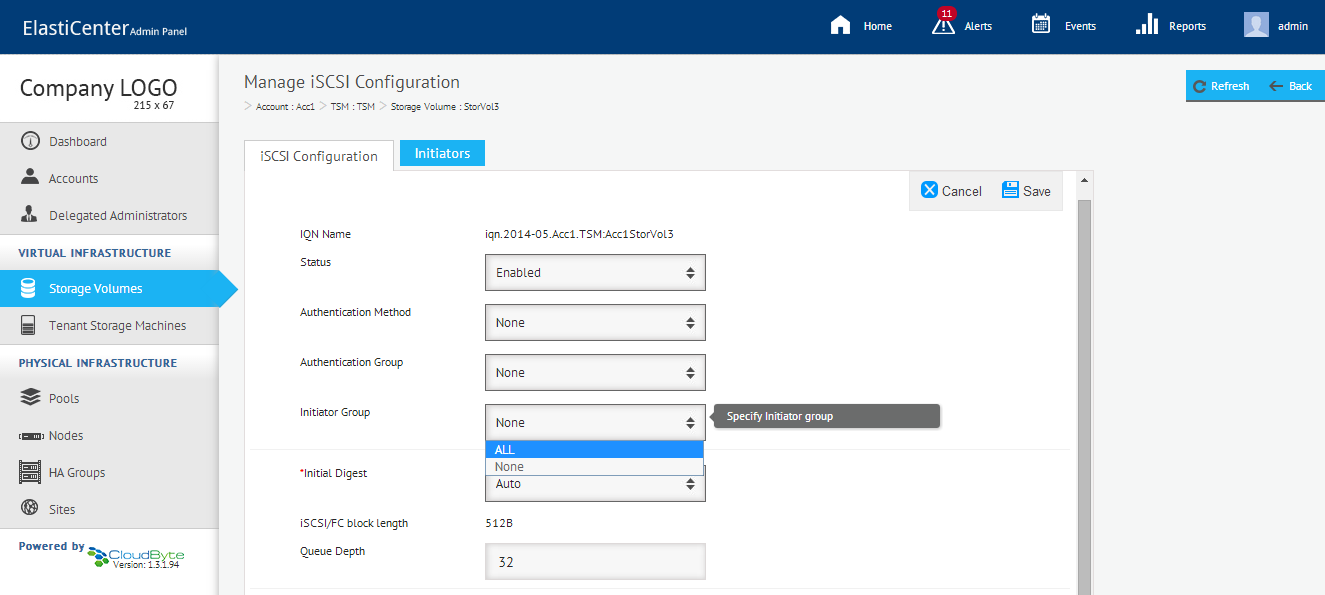 ElastiCenter Admin Panel
Home
11
Alerts
Events
Reports
admin
Company LOGO
215 x 67
Dashboard
Accounts
Delegated Administrators
VIRTUAL INFRASTRUCTURE
Storage Volumes
Tenant Storage Machines
PHYSICAL INFRASTRUCTURE
Pools
Nodes
HA Groups
Sites
Powered by CloudByte
Version: 1.3.1.94
Manage iSCSI Configuration
> Account : Acc1 > TSM : TSM > Storage Volume : StorVol3
Refresh
Back
iSCSI Configuration
Initiators
Cancel
Save
IQN Name iqn.2014-05.Acc1.TSM:Acc1StorVol3
Status Enabled
Authentication Method None
Authentication Group None
Initiator Group None
Specify Initiator group
ALL
None
*Initial Digest Auto
iSCSI/FC block length 512B
Queue Depth 32